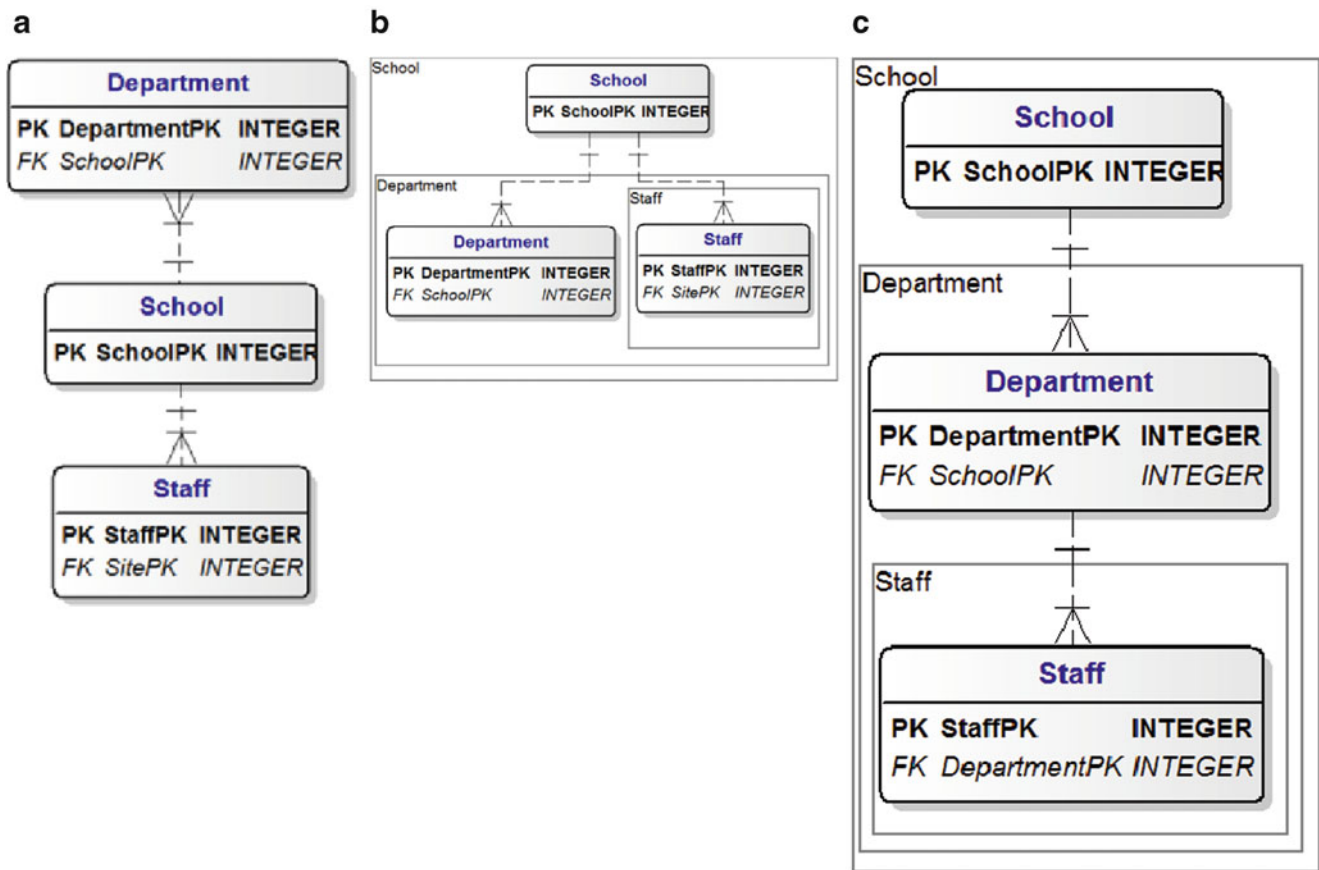 a
Department
PK DepartmentPK INTEGER
FK SchoolPK INTEGER
School
PK SchoolPK INTEGER
Staff
PK StaffPK INTEGER
FK SitePK INTEGER
b
School
School
PK SchoolPK INTEGER
Department
Department
PK DepartmentPK INTEGER
FK SchoolPK INTEGER
Staff
Staff
PK StaffPK INTEGER
FK SitePK INTEGER
c
School
School
PK SchoolPK INTEGER
Department
Department
PK DepartmentPK INTEGER
FK SchoolPK INTEGER
Staff
Staff
PK StaffPK INTEGER
FK DepartmentPK INTEGER